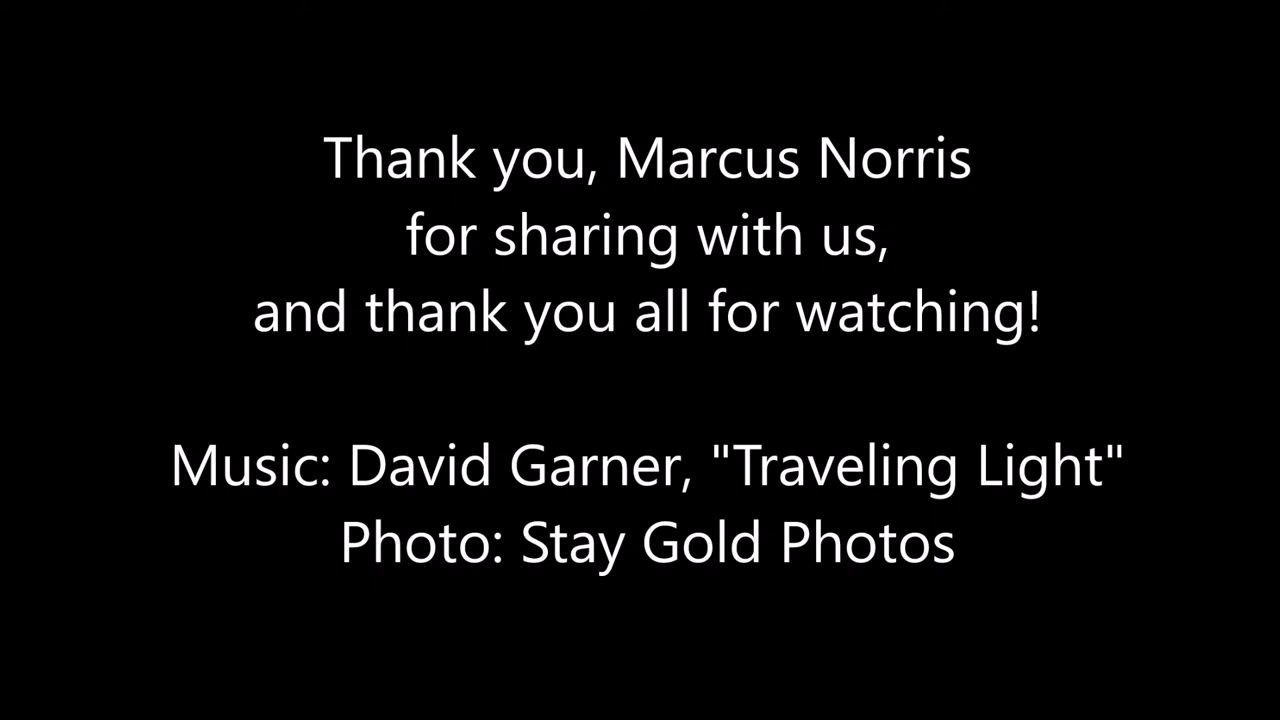 Thank you, Marcus Norris
for sharing with us,
and thank you all for watching!
Music: David Garner, "Traveling Light"
Photo: Stay Gold Photos